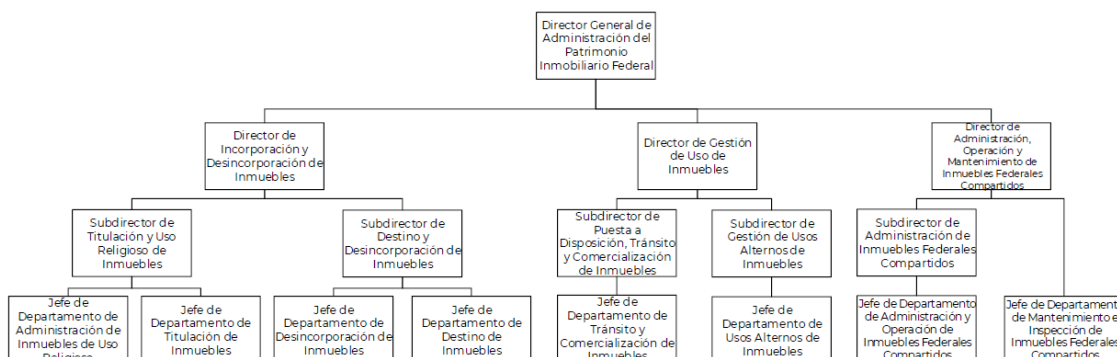 Director General de
Administración del
Patrimonio
Inmobiliario Federal
Director de
Incorporación y
Desincorporación de
Inmuebles
Director de Gestión
de Uso de
Inmuebles
Director de
Administración,
Operación y
Mantenimiento de
Inmuebles Federales
Compartidos
Subdirector de
Titulación y Uso
Religioso de
Inmuebles
Subdirector de
Destino y
Desincorporación de
Inmuebles
Subdirector de
Puesta a
Disposición, Tránsito
y Comercialización
de Inmuebles
Subdirector de
Gestión de Usos
Alternos de
Inmuebles
Subdirector de
Administración de
Inmuebles Federales
Compartidos
Jefe de
Departamento de
Administración de
Inmuebles de Uso
Religioso
Jefe de
Departamento de
Titulación de
Inmuebles
Jefe de
Departamento de
Desincorporación de
Inmuebles
Jefe de
Departamento de
Destino de
Inmuebles
Jefe de
Departamento de
Tránsito y
Comercialización de
Inmuebles
Jefe de
Departamento de
Usos Alternos de
Inmuebles
Jefe de Departamento
de Administración y
Operación de
Inmuebles Federales
Compartidos
Jefe de Departamento
de Mantenimiento e
Inspección de
Inmuebles Federales
Compartidos